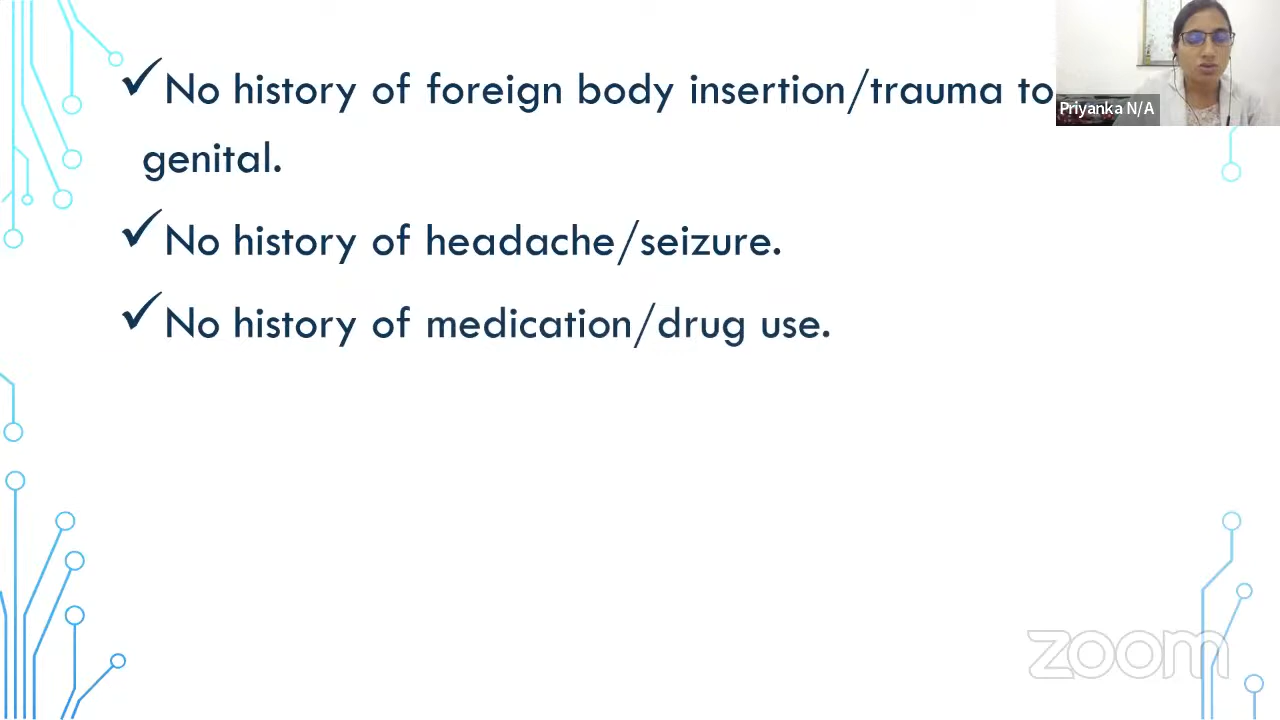 ✓No history of foreign body insertion/trauma to
genital.
✓No history of headache/seizure.
✓No history of medication/drug use.
Priyanka N/A
zoom